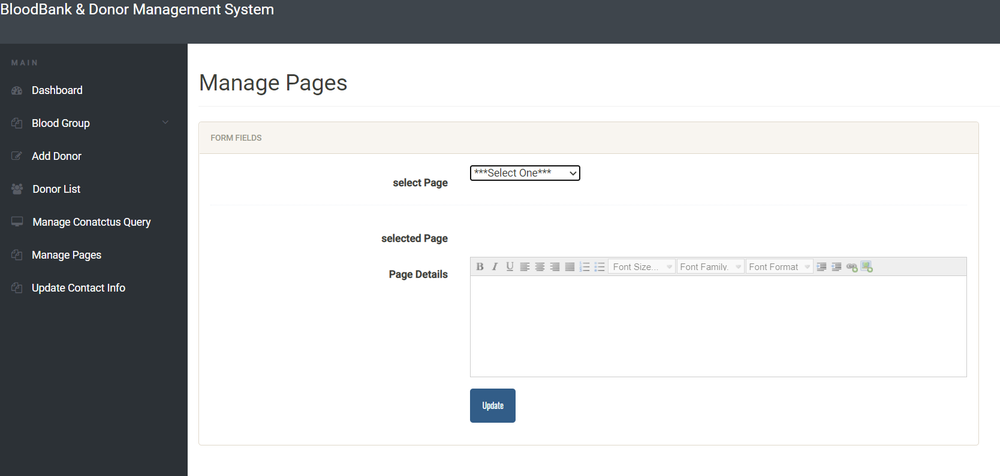 BloodBank & Donor Management System
MAIN
Dashboard
Blood Group
Add Donor
Donor List
Manage Conatctus Query
Manage Pages
Update Contact Info
Manage Pages
FORM FIELDS
select Page
***Select One***
selected Page
Page Details
B I U Font Size... Font Family. Font Format
Update